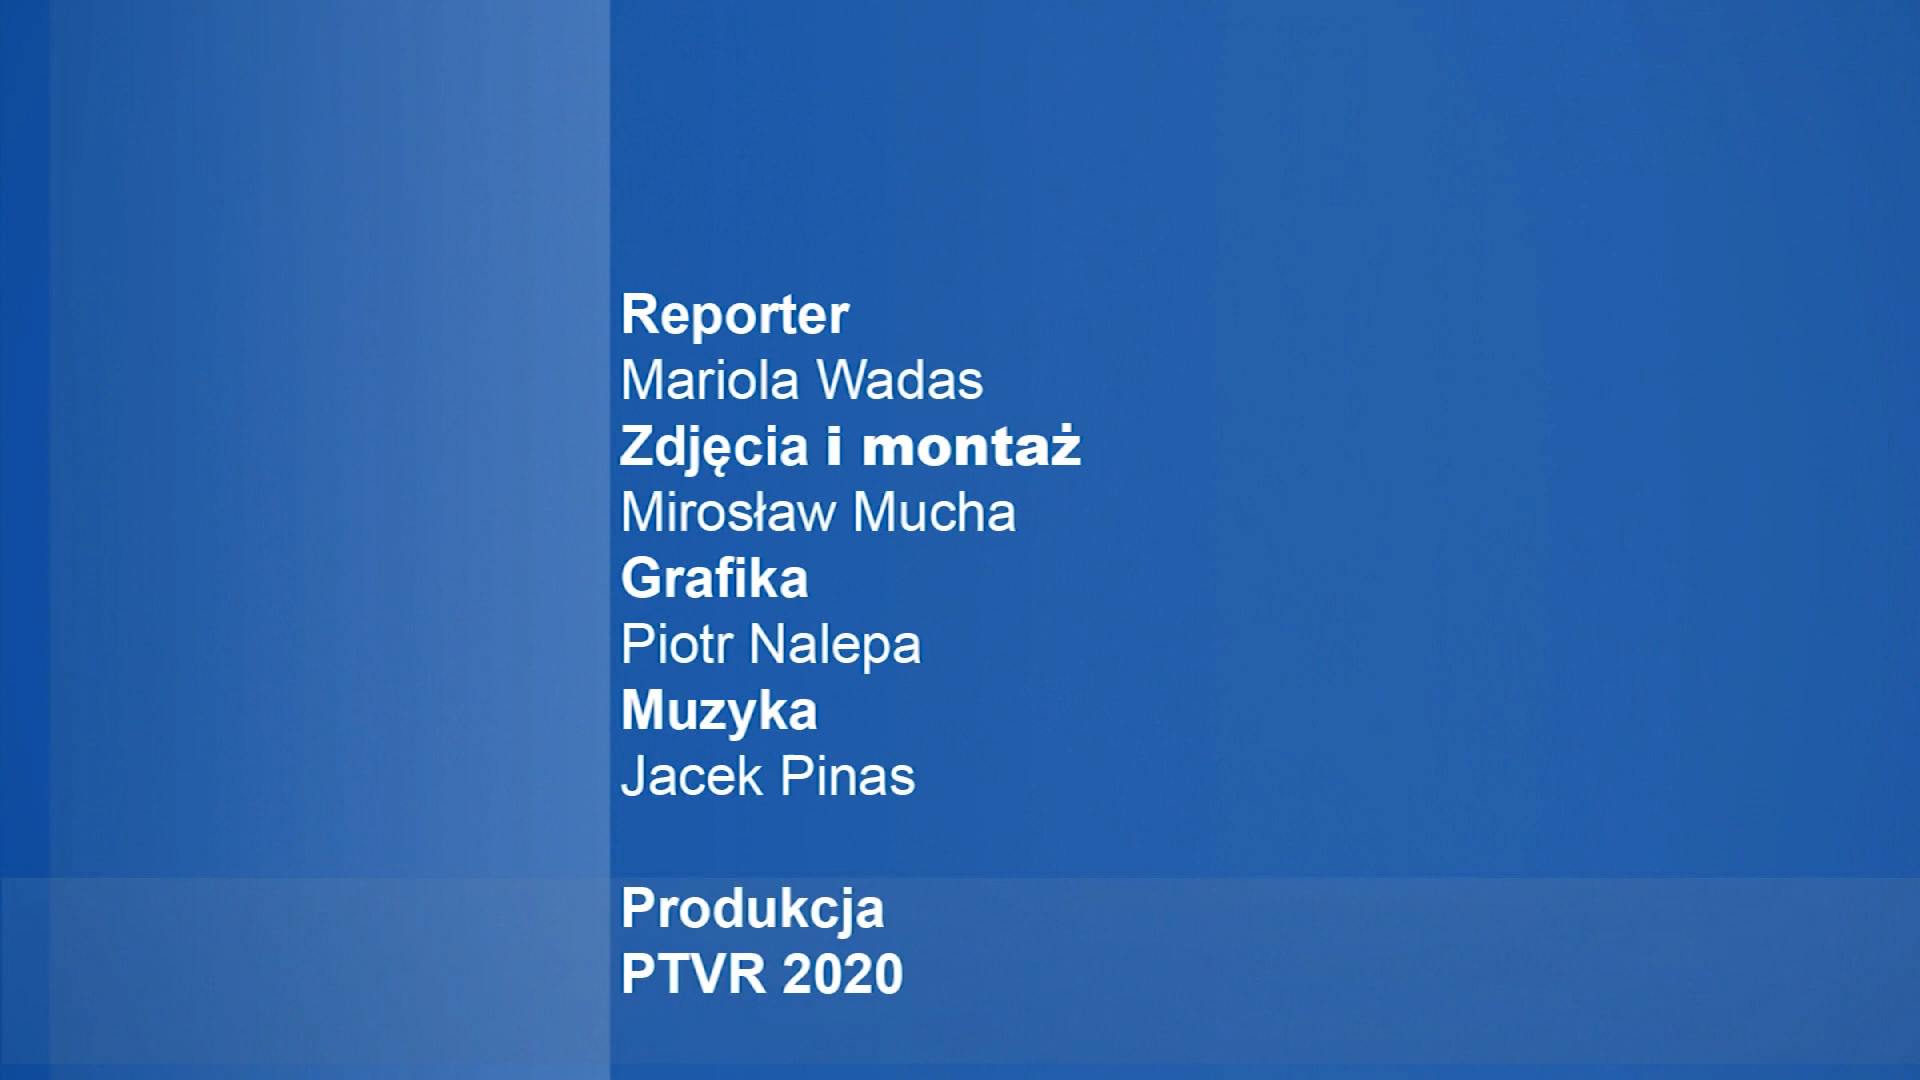 Reporter
Mariola Wadas
Zdjęcia i montaż
Mirosław Mucha
Grafika
Piotr Nalepa
Muzyka
Jacek Pinas
Produkcja
PTVR 2020